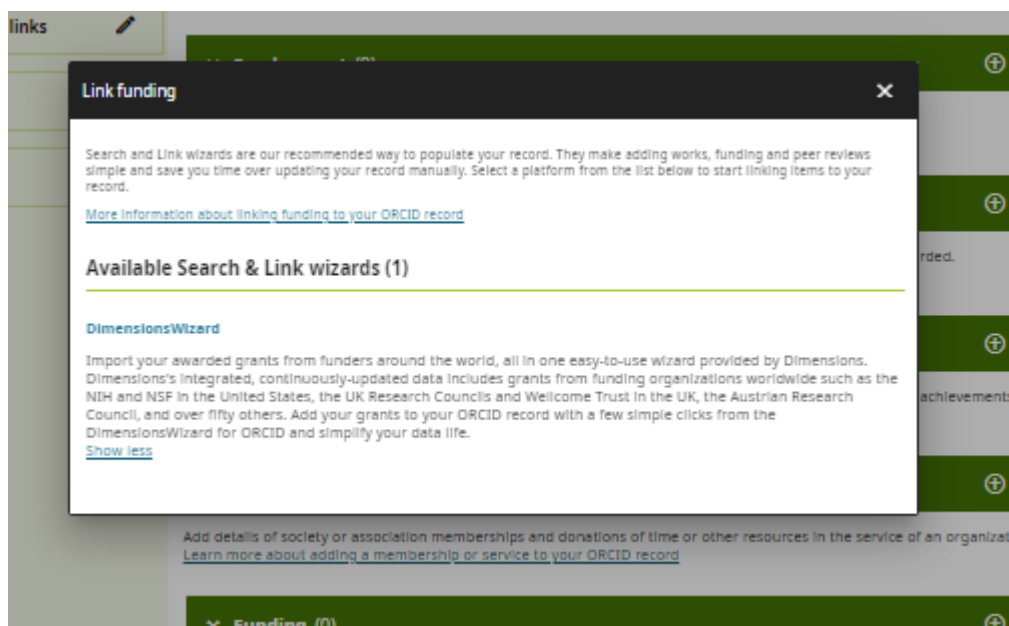 links
Link funding
Search and Link wizards are our recommended way to populate your record. They make adding works, funding and peer reviews
simple and save you time over updating your record manually. Select a platform from the list below to start linking items to your
record.
More information about linking funding to your ORCID record
Available Search & Link wizards (1)
DimensionsWizard
Import your awarded grants from funders around the world, all in one easy-to-use wizard provided by Dimensions.
Dimensions's integrated, continuously-updated data includes grants from funding organizations worldwide such as the
NIH and NSF in the United States, the UK Research Councils and Wellcome Trust in the UK, the Austrian Research
Council, and over fifty others. Add your grants to your ORCID record with a few simple clicks from the
DimensionsWizard for ORCID and simplify your data life.
Show less
rded.
achievements
Add details of society or association memberships and donations of time or other resources in the service of an organizat
Learn more about adding a membership or service to your ORCID record
Funding (0)